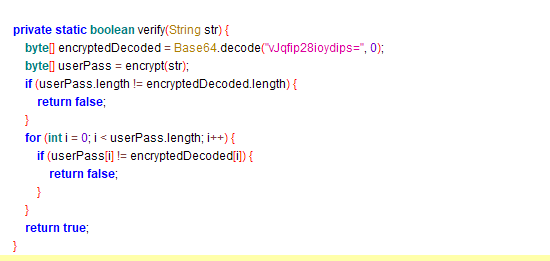 private static boolean verify(String str) {
byte[] encryptedDecoded = Base64.decode("vJqfip28ioydips=", 0);
byte[] userPass = encrypt(str);
if (userPass.length != encryptedDecoded.length) {
return false;
}
for (int i = 0; i < userPass.length; i++) {
if (userPass[i] != encryptedDecoded[i]) {
return false;
}
}
return true;
}